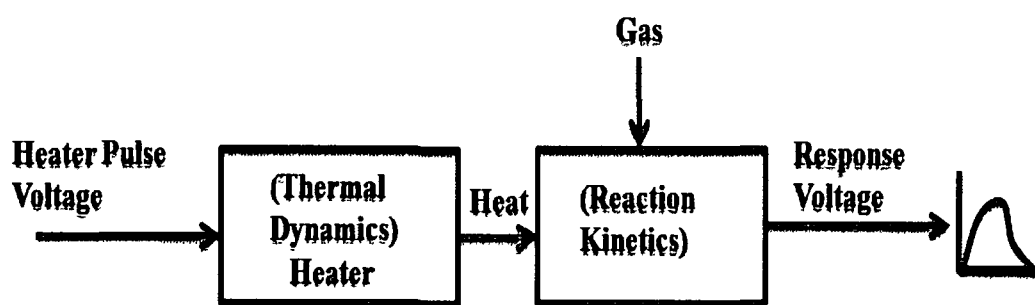 Gas
Heater Pulse
Voltage
(Thermal
Dynamics)
Heater
Heat
(Reaction
Kinetics)
Response
Voltage